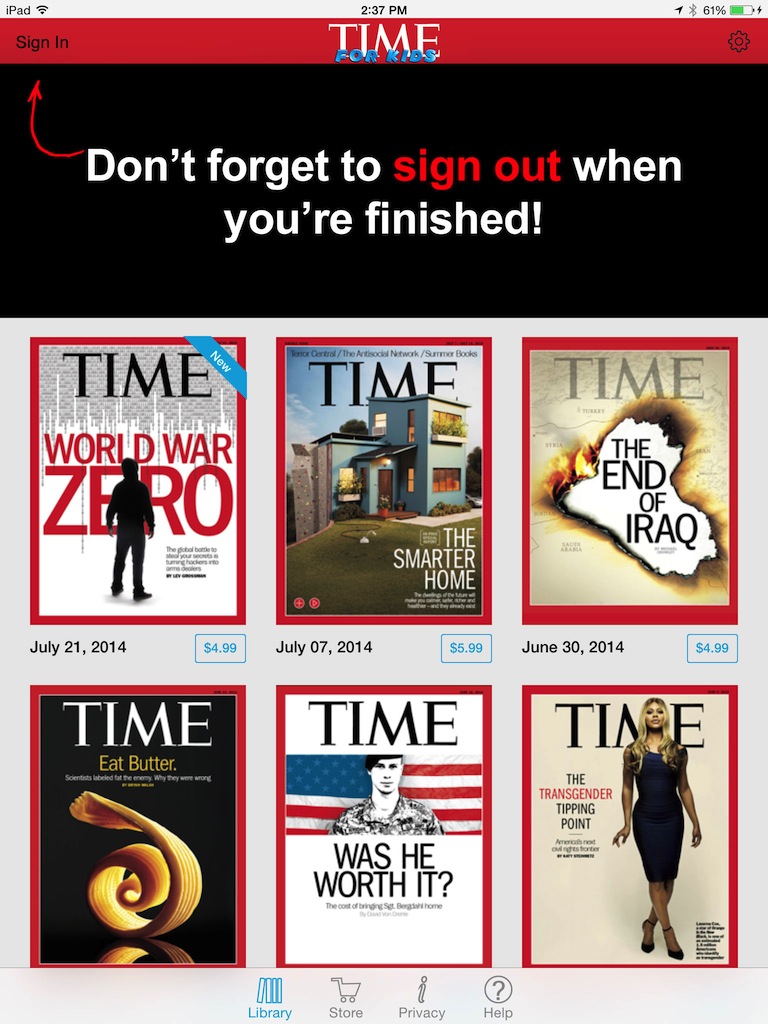 iPad
2:37 PM
61%
Sign In
TIME
FOR KIDS
Don't forget to sign out when
you're finished!
TIME
New
WORLD WAR
ZERO
The global battle to
steal your secrets is
turning hackers into
arms dealers
BY LEV GROSSMAN
July 21, 2014
$4.99
Terror Central / The Antisocial Network / Summer Books
TIME
THE
SMARTER
HOME
The dwellings of the future will
make you calmer, safer, richer and
healthier—and they already exist
July 07, 2014
$5.99
TIME
TURKEY
SYRIA
IRAN
SAUDI
ARABIA
THE
END
OF
IRAQ
June 30, 2014
$4.99
TIME
Eat Butter.
Scientists labeled fat the enemy. Why they were wrong
BY BRYAN WALSH
TIME
WAS HE
WORTH IT?
The cost of bringing Sgt. Bergdahl home
By David Von Drehle
TIME
THE
TRANSGENDER
TIPPING
POINT
America's next
civil rights frontier
BY KATY STEINMETZ
Library
Store
Privacy
Help